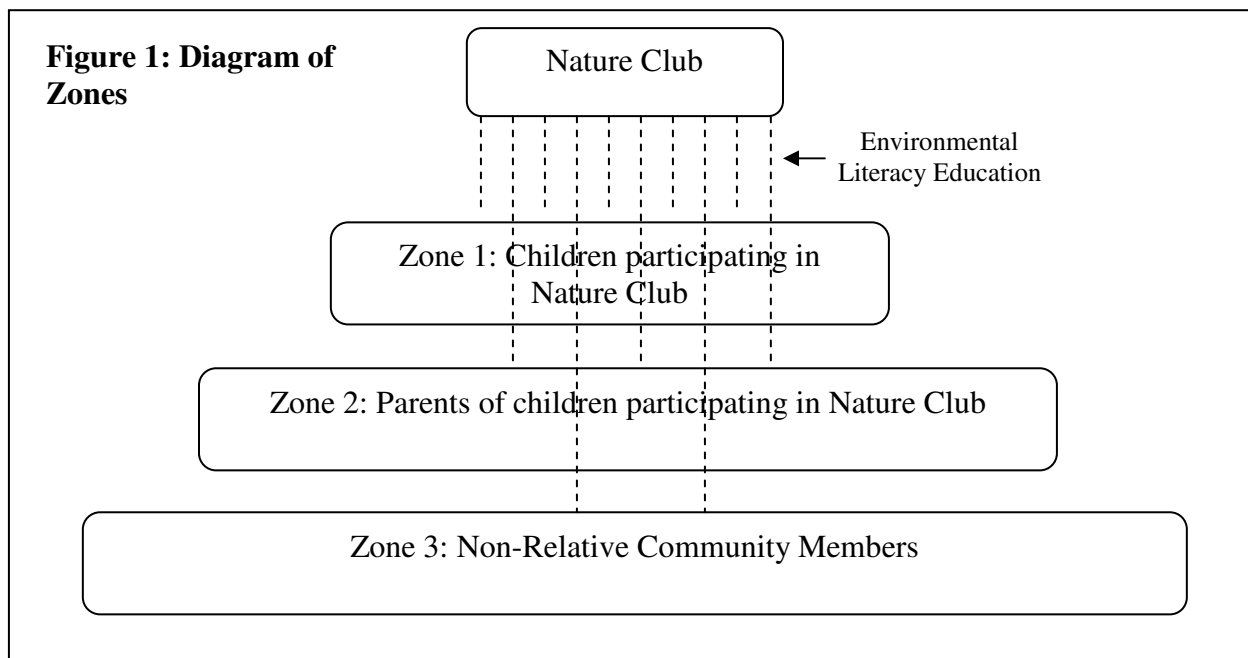 Figure 1: Diagram of
Zones
Nature Club
Environmental
Literacy Education
Zone 1: Children participating in
Nature Club
Zone 2: Parents of children participating in Nature Club
Zone 3: Non-Relative Community Members